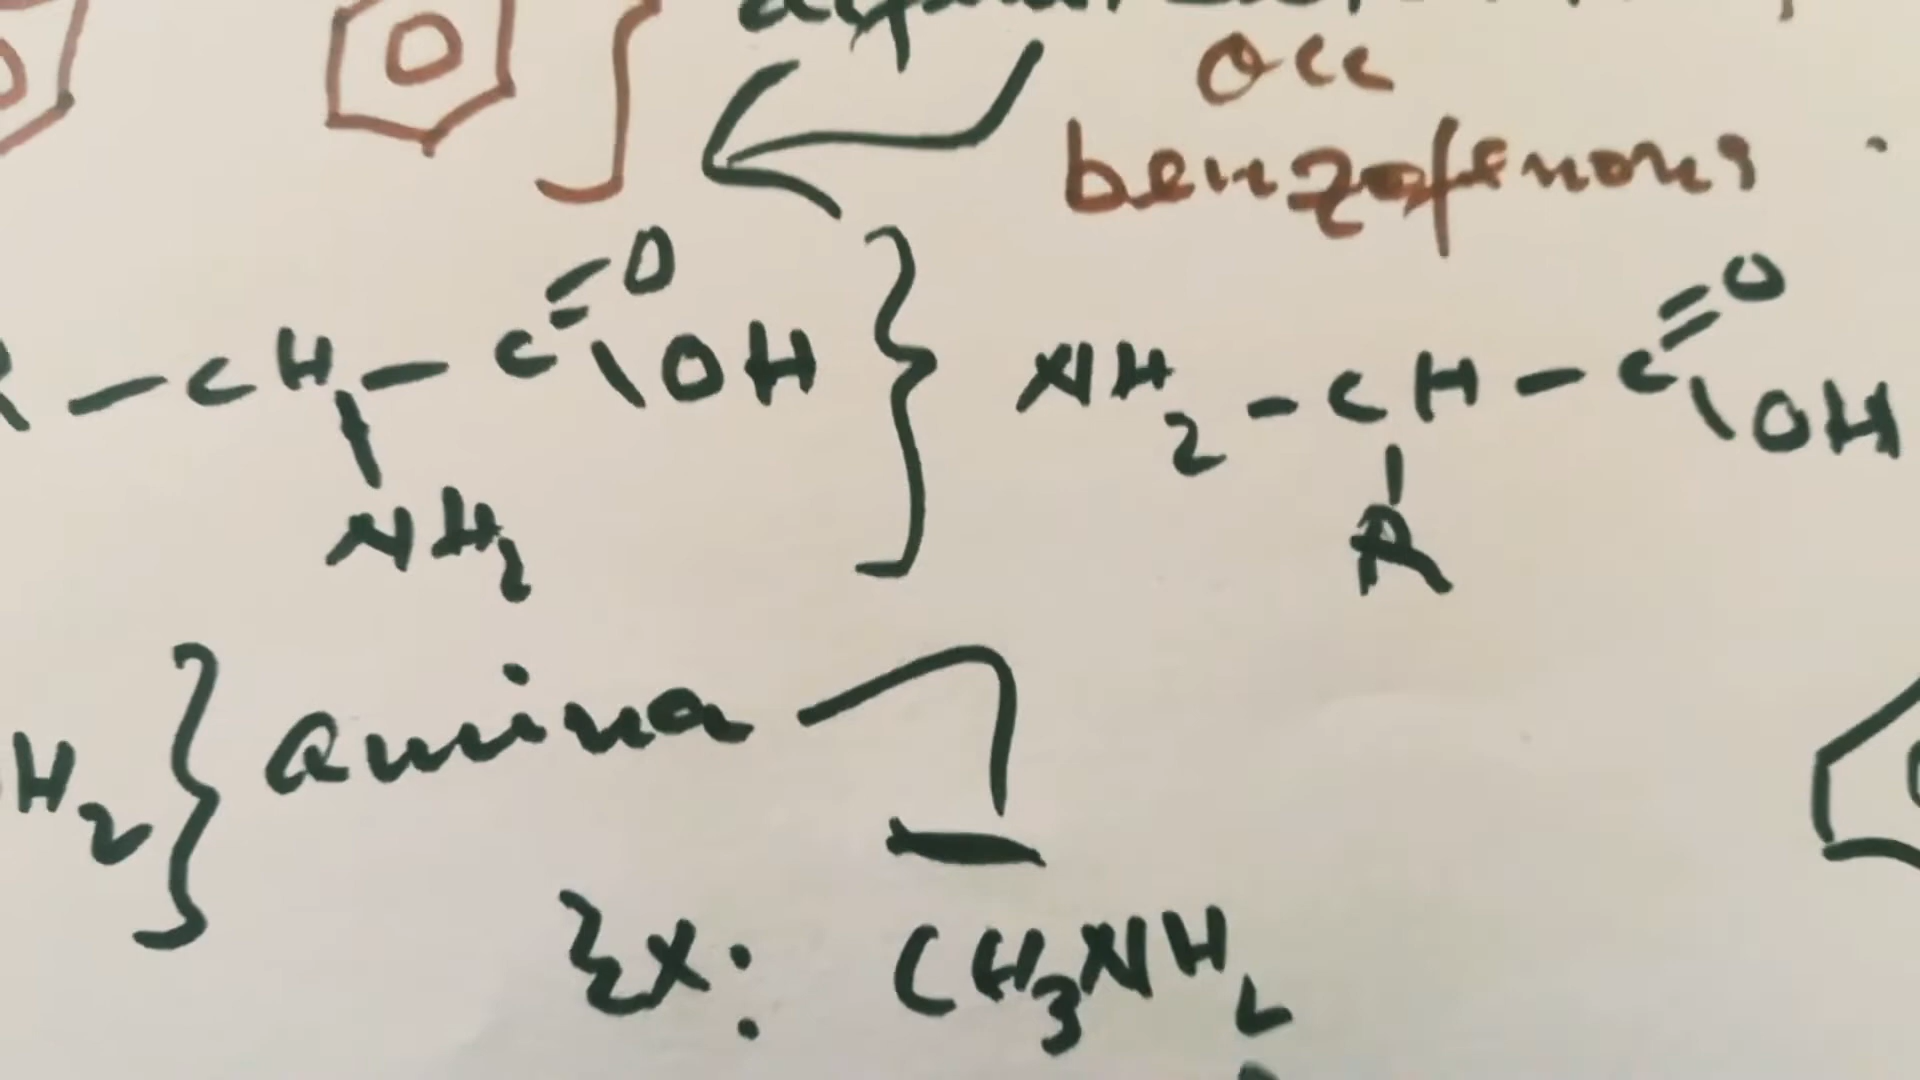 occ
benzofenona
R – CH – C = O \ OH } NH2 – CH – C = O \ OH
NH2 R
H2 } amina
Ex: CH3NH2